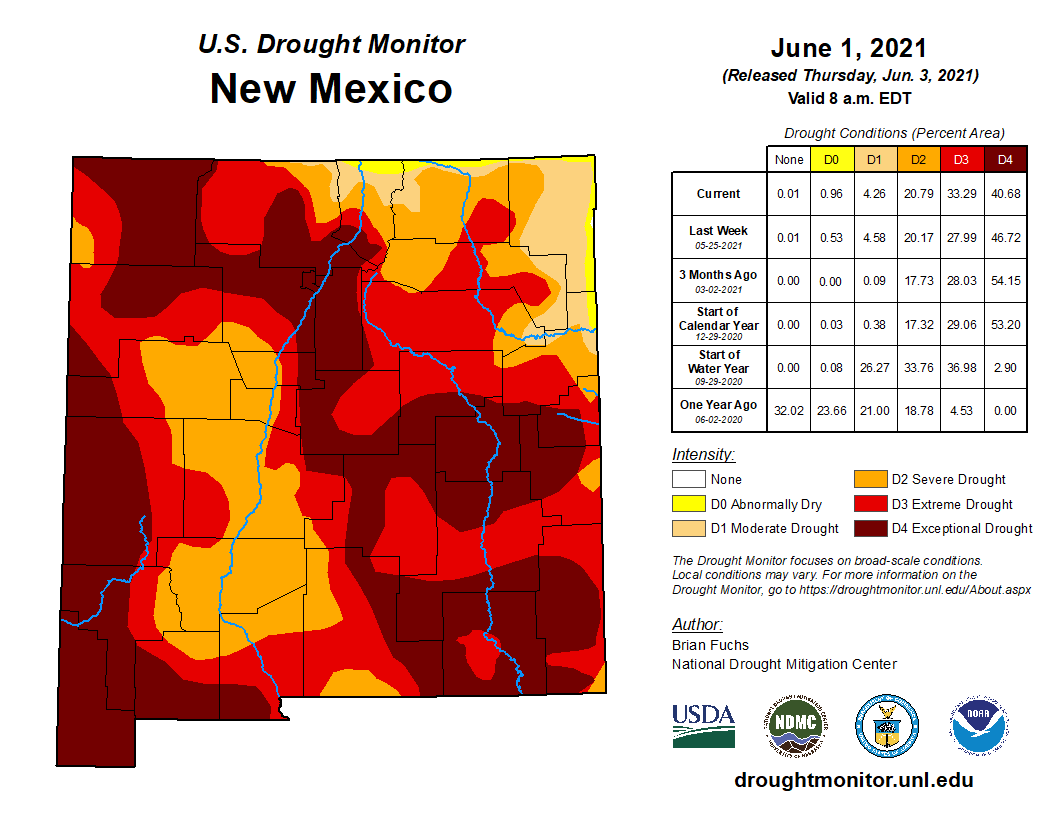 U.S. Drought Monitor
New Mexico
June 1, 2021
(Released Thursday, Jun. 3, 2021)
Valid 8 a.m. EDT
Drought Conditions (Percent Area)
None D0 D1 D2 D3 D4
Current 0.01 0.96 4.26 20.79 33.29 40.68
Last Week
05-25-2021
0.01 0.53 4.58 20.17 27.99 46.72
3 Months Ago
03-02-2021
0.00 0.00 0.09 17.73 28.03 54.15
Start of
Calendar Year
12-29-2020
0.00 0.03 0.38 17.32 29.06 53.20
Start of
Water Year
09-29-2020
0.00 0.08 26.27 33.76 36.98 2.90
One Year Ago
06-02-2020
32.02 23.66 21.00 18.78 4.53 0.00
Intensity:
None
D0 Abnormally Dry
D1 Moderate Drought
D2 Severe Drought
D3 Extreme Drought
D4 Exceptional Drought
The Drought Monitor focuses on broad-scale conditions.
Local conditions may vary. For more information on the
Drought Monitor, go to https://droughtmonitor.unl.edu/About.aspx
Author:
Brian Fuchs
National Drought Mitigation Center
USDA
NDMC
NOAA
droughtmonitor.unl.edu